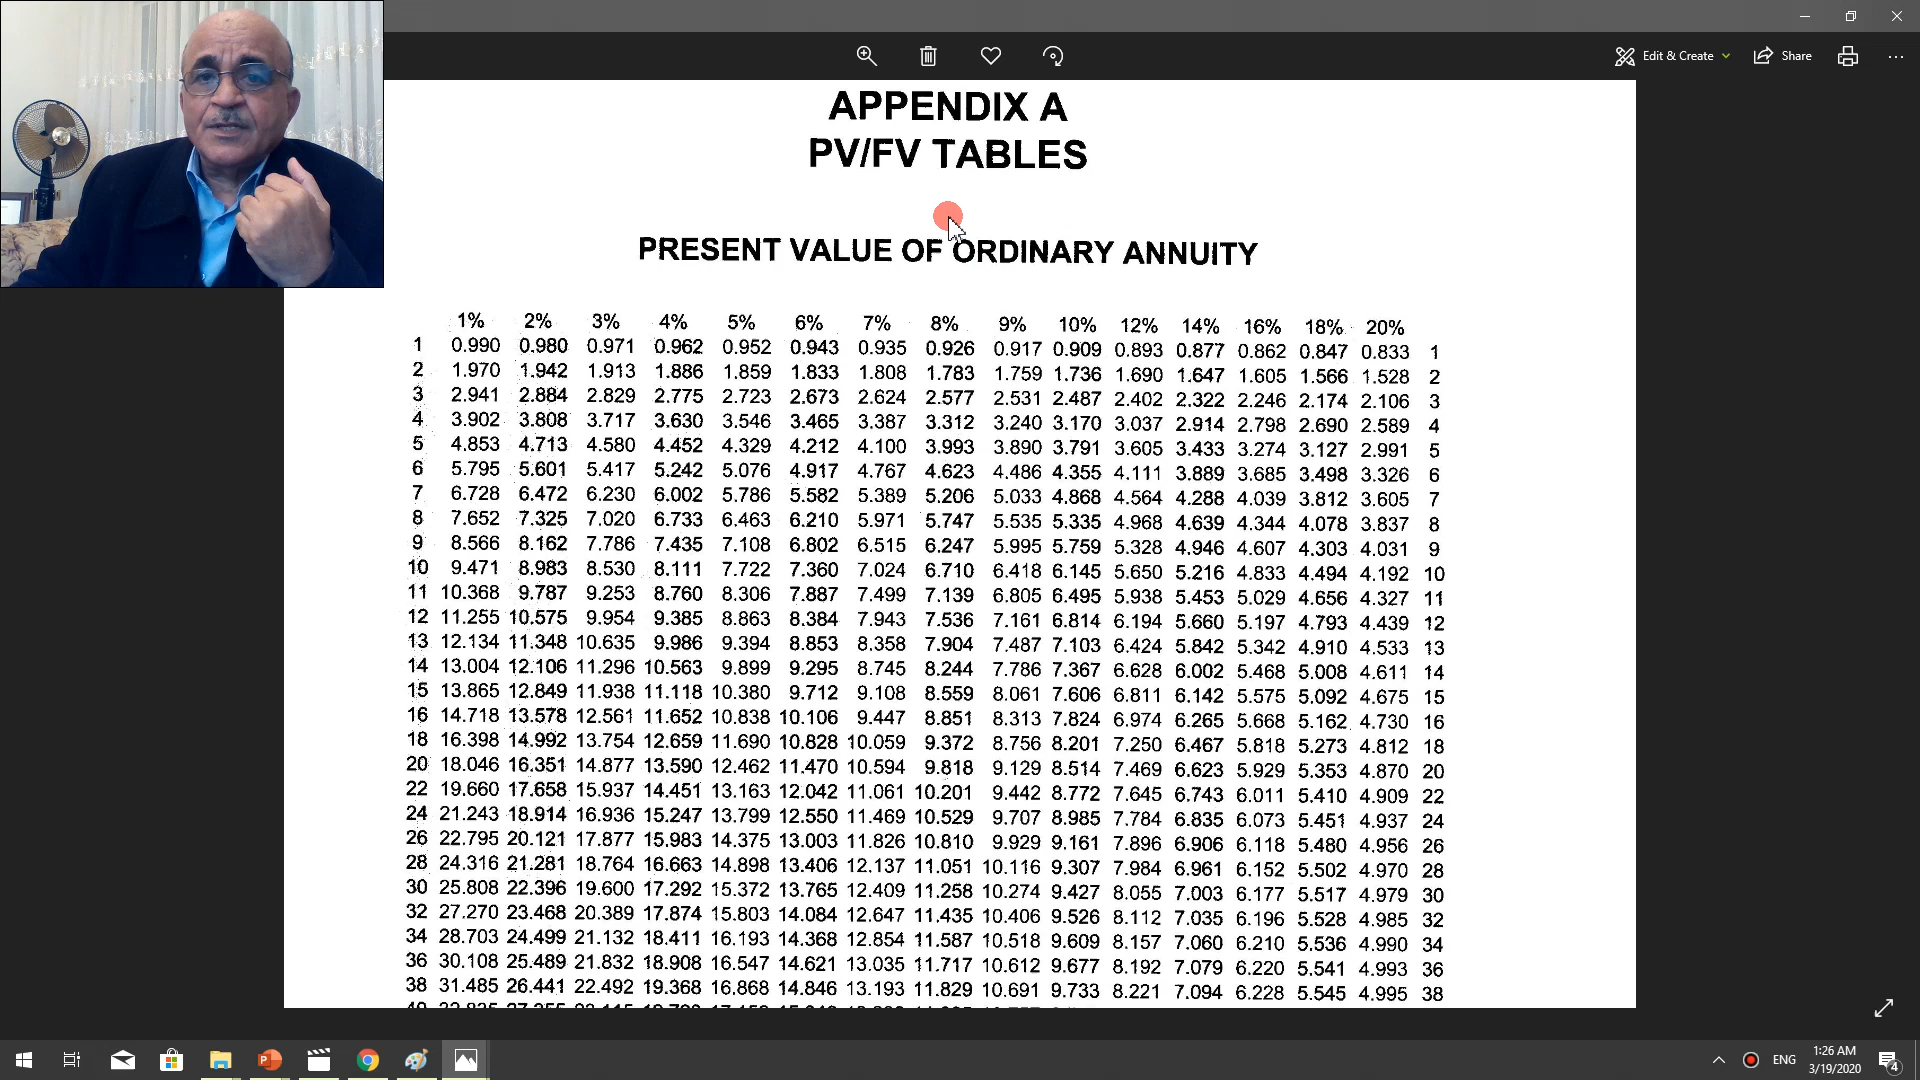 Edit & Create
Share
APPENDIX A
PV/FV TABLES
PRESENT VALUE OF ORDINARY ANNUITY
1% 2% 3% 4% 5% 6% 7% 8% 9% 10% 12% 14% 16% 18% 20%
1 0.990 0.980 0.971 0.962 0.952 0.943 0.935 0.926 0.917 0.909 0.893 0.877 0.862 0.847 0.833 1
2 1.970 1.942 1.913 1.886 1.859 1.833 1.808 1.783 1.759 1.736 1.690 1.647 1.605 1.566 1.528 2
3 2.941 2.884 2.829 2.775 2.723 2.673 2.624 2.577 2.531 2.487 2.402 2.322 2.246 2.174 2.106 3
4 3.902 3.808 3.717 3.630 3.546 3.465 3.387 3.312 3.240 3.170 3.037 2.914 2.798 2.690 2.589 4
5 4.853 4.713 4.580 4.452 4.329 4.212 4.100 3.993 3.890 3.791 3.605 3.433 3.274 3.127 2.991 5
6 5.795 5.601 5.417 5.242 5.076 4.917 4.767 4.623 4.486 4.355 4.111 3.889 3.685 3.498 3.326 6
7 6.728 6.472 6.230 6.002 5.786 5.582 5.389 5.206 5.033 4.868 4.564 4.288 4.039 3.812 3.605 7
8 7.652 7.325 7.020 6.733 6.463 6.210 5.971 5.747 5.535 5.335 4.968 4.639 4.344 4.078 3.837 8
9 8.566 8.162 7.786 7.435 7.108 6.802 6.515 6.247 5.995 5.759 5.328 4.946 4.607 4.303 4.031 9
10 9.471 8.983 8.530 8.111 7.722 7.360 7.024 6.710 6.418 6.145 5.650 5.216 4.833 4.494 4.192 10
11 10.368 9.787 9.253 8.760 8.306 7.887 7.499 7.139 6.805 6.495 5.938 5.453 5.029 4.656 4.327 11
12 11.255 10.575 9.954 9.385 8.863 8.384 7.943 7.536 7.161 6.814 6.194 5.660 5.197 4.793 4.439 12
13 12.134 11.348 10.635 9.986 9.394 8.853 8.358 7.904 7.487 7.103 6.424 5.842 5.342 4.910 4.533 13
14 13.004 12.106 11.296 10.563 9.899 9.295 8.745 8.244 7.786 7.367 6.628 6.002 5.468 5.008 4.611 14
15 13.865 12.849 11.938 11.118 10.380 9.712 9.108 8.559 8.061 7.606 6.811 6.142 5.575 5.092 4.675 15
16 14.718 13.578 12.561 11.652 10.838 10.106 9.447 8.851 8.313 7.824 6.974 6.265 5.668 5.162 4.730 16
18 16.398 14.992 13.754 12.659 11.690 10.828 10.059 9.372 8.756 8.201 7.250 6.467 5.818 5.273 4.812 18
20 18.046 16.351 14.877 13.590 12.462 11.470 10.594 9.818 9.129 8.514 7.469 6.623 5.929 5.353 4.870 20
22 19.660 17.658 15.937 14.451 13.163 12.042 11.061 10.201 9.442 8.772 7.645 6.743 6.011 5.410 4.909 22
24 21.243 18.914 16.936 15.247 13.799 12.550 11.469 10.529 9.707 8.985 7.784 6.835 6.073 5.451 4.937 24
26 22.795 20.121 17.877 15.983 14.375 13.003 11.826 10.810 9.929 9.161 7.896 6.906 6.118 5.480 4.956 26
28 24.316 21.281 18.764 16.663 14.898 13.406 12.137 11.051 10.116 9.307 7.984 6.961 6.152 5.502 4.970 28
30 25.808 22.396 19.600 17.292 15.372 13.765 12.409 11.258 10.274 9.427 8.055 7.003 6.177 5.517 4.979 30
32 27.270 23.468 20.389 17.874 15.803 14.084 12.647 11.435 10.406 9.526 8.112 7.035 6.196 5.528 4.985 32
34 28.703 24.499 21.132 18.411 16.193 14.368 12.854 11.587 10.518 9.609 8.157 7.060 6.210 5.536 4.990 34
36 30.108 25.489 21.832 18.908 16.547 14.621 13.035 11.717 10.612 9.677 8.192 7.079 6.220 5.541 4.993 36
38 31.485 26.441 22.492 19.368 16.868 14.846 13.193 11.829 10.691 9.733 8.221 7.094 6.228 5.545 4.995 38
ENG
1:26 AM
3/19/2020
4